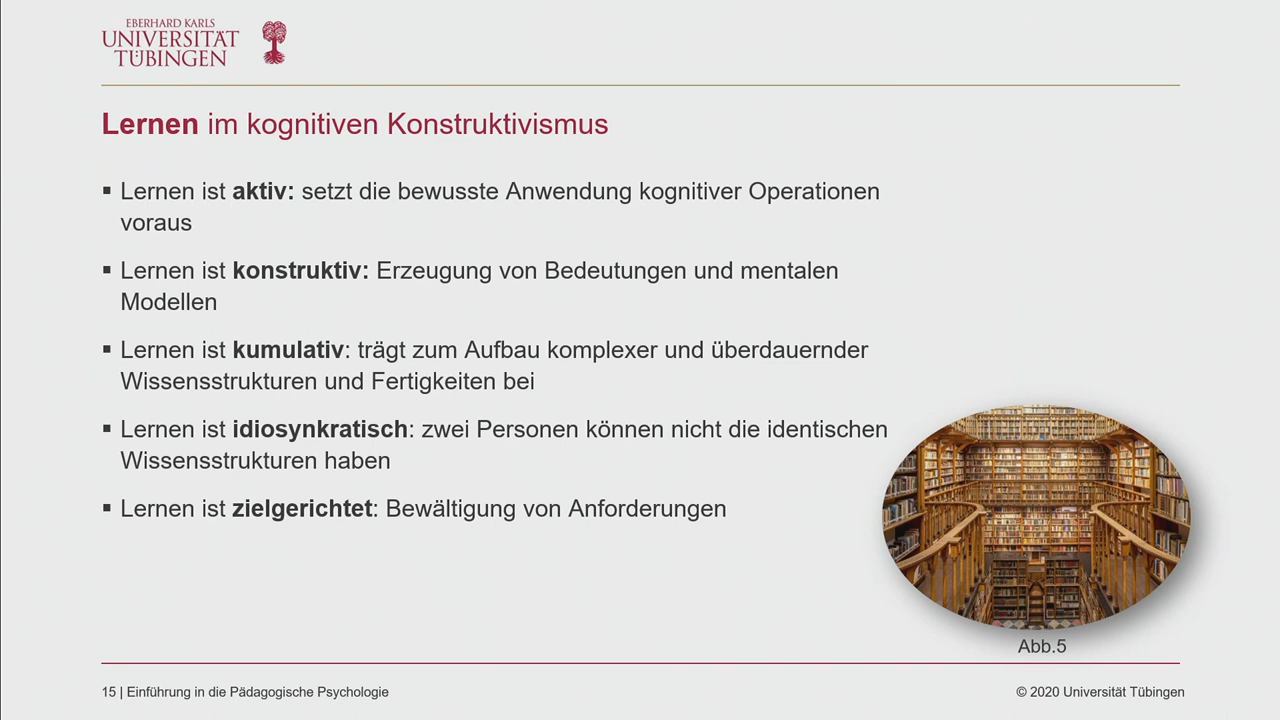 EBERHARD KARLS
UNIVERSITÄT
TÜBINGEN
Lernen im kognitiven Konstruktivismus
▪ Lernen ist aktiv: setzt die bewusste Anwendung kognitiver Operationen
voraus
▪ Lernen ist konstruktiv: Erzeugung von Bedeutungen und mentalen
Modellen
▪ Lernen ist kumulativ: trägt zum Aufbau komplexer und überdauernder
Wissensstrukturen und Fertigkeiten bei
▪ Lernen ist idiosynkratisch: zwei Personen können nicht die identischen
Wissensstrukturen haben
▪ Lernen ist zielgerichtet: Bewältigung von Anforderungen
Abb.5
15 | Einführung in die Pädagogische Psychologie
© 2020 Universität Tübingen